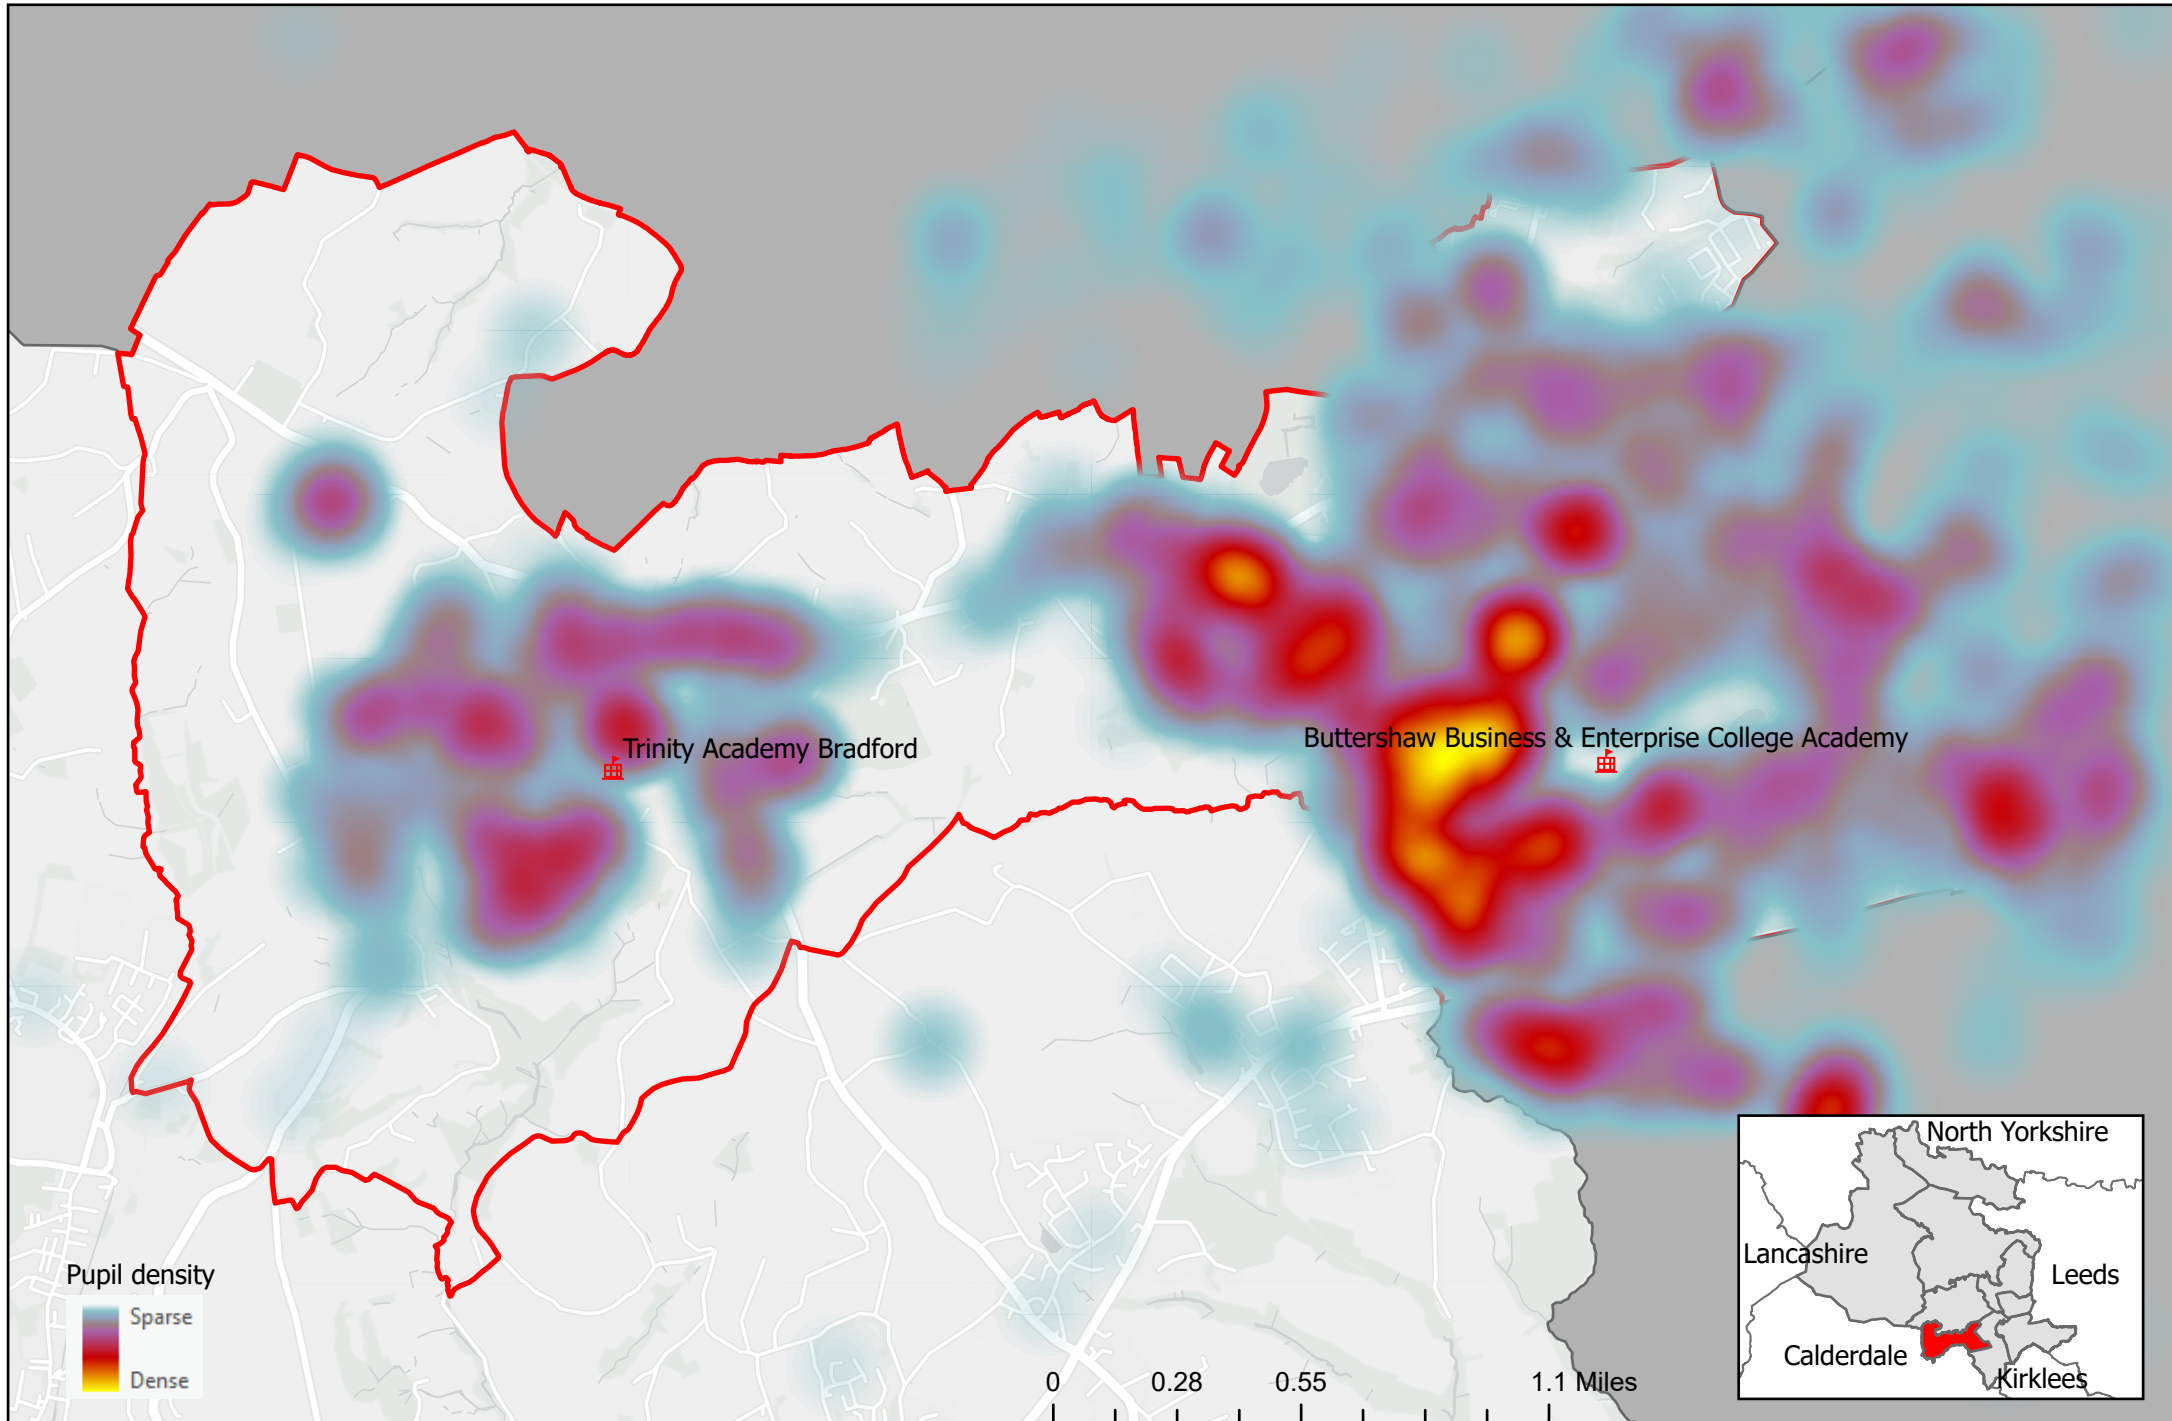 Trinity Academy Bradford
Buttershaw Business & Enterprise College Academy
Pupil density
Sparse
Dense
0 0.28 0.55 1.1 Miles
North Yorkshire
Lancashire
Leeds
Calderdale
Kirklees